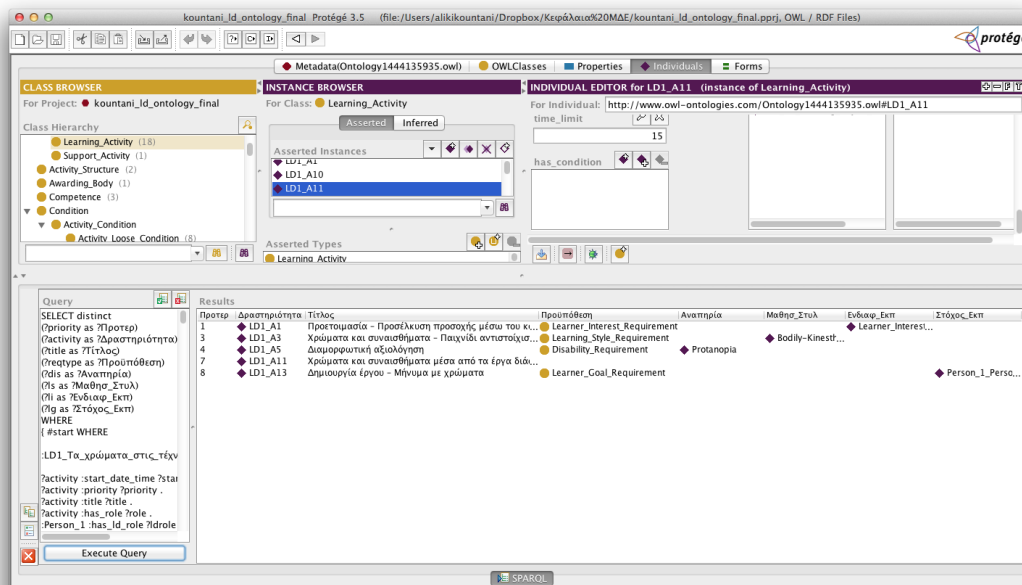 kountani_ld_ontology_final Protégé 3.5 (file:/Users/alikikountani/Dropbox/Κεφάλαια%20ΜΔΕ/kountani_ld_ontology_final.pprj, OWL / RDF Files)
protégé
Metadata(Ontology1444135935.owl) OWLClasses Properties Individuals Forms
CLASS BROWSER
For Project: kountani_ld_ontology_final
Class Hierarchy
Learning_Activity (18)
Support_Activity (1)
Activity_Structure (2)
Awarding_Body (1)
Competence (3)
Condition
Activity_Condition
Activity_Loose_Condition (8)
INSTANCE BROWSER
For Class: Learning_Activity
Asserted Inferred
Asserted Instances
LD1_A1
LD1_A10
LD1_A11
Asserted Types
Learning_Activity
INDIVIDUAL EDITOR for LD1_A11 (instance of Learning_Activity)
For Individual: http://www.owl-ontologies.com/Ontology1444135935.owl#LD1_A11
time_limit
15
has_condition
Query
SELECT distinct
(?priority as ?Προτερ)
(?activity as ?Δραστηριότητα)
(?title as ?Τίτλος)
(?reqtype as ?Προϋπόθεση)
(?dis as ?Αναπηρία)
(?ls as ?Μαθησ_Στυλ)
(?li as ?Ενδιαφ_Εκπ)
(?lg as ?Στόχος_Εκπ)
WHERE
{ #start WHERE
:LD1_Τα_χρώματα_στις_τέχν
?activity :start_date_time ?star
?activity :priority ?priority .
?activity :title ?title .
?activity :has_role ?role .
:Person_1 :has_ld_role ?ldrole
Execute Query
Results
Προτερ Δραστηριότητα Τίτλος Προϋπόθεση Αναπηρία Μαθησ_Στυλ Ενδιαφ_Εκπ Στόχος_Εκπ
1 LD1_A1 Προετοιμασία – Προσέλκυση προσοχής μέσω του κι... Learner_Interest_Requirement Learner_Interest...
3 LD1_A3 Χρώματα και συναισθήματα – Παιχνίδι αντιστοίχισ... Learning_Style_Requirement Bodily-Kinesth...
4 LD1_A5 Διαμορφωτική αξιολόγηση Disability_Requirement Protanopia
7 LD1_A11 Χρώματα και συναισθήματα μέσα από τα έργα διάσ...
8 LD1_A13 Δημιουργία έργου – Μήνυμα με χρώματα Learner_Goal_Requirement Person_1_Perso...
SPARQL